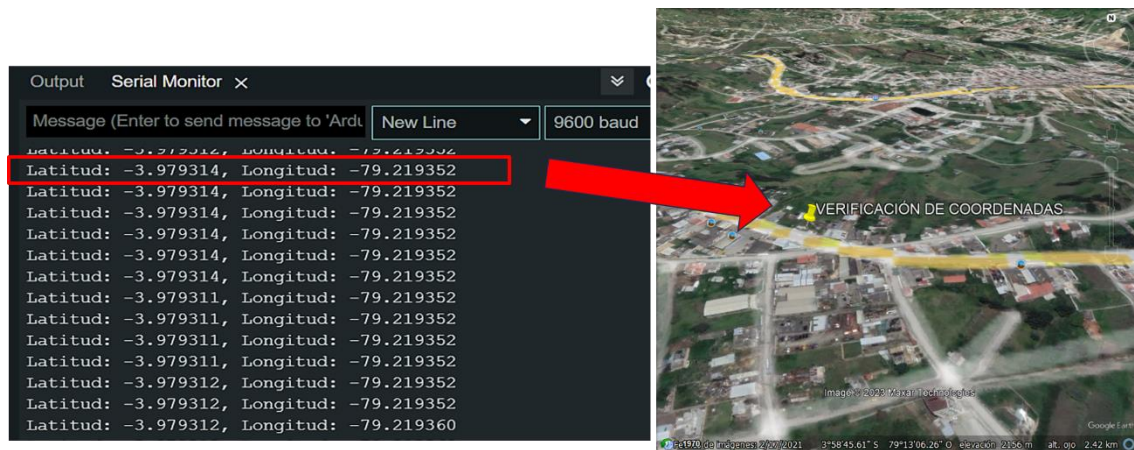 Output Serial Monitor X
Message (Enter to send message to 'Ardu New Line 9600 baud
Latitud: -3.979312, Longitud: -79.219352
Latitud: -3.979314, Longitud: -79.219352
Latitud: -3.979314, Longitud: -79.219352
Latitud: -3.979314, Longitud: -79.219352
Latitud: -3.979314, Longitud: -79.219352
Latitud: -3.979314, Longitud: -79.219352
Latitud: -3.979311, Longitud: -79.219352
Latitud: -3.979311, Longitud: -79.219352
Latitud: -3.979311, Longitud: -79.219352
Latitud: -3.979311, Longitud: -79.219352
Latitud: -3.979312, Longitud: -79.219352
Latitud: -3.979312, Longitud: -79.219352
Latitud: -3.979312, Longitud: -79.219360
N
VERIFICACIÓN DE COORDENADAS
Image © 2023 Maxar Technologies
Google Earth
1970 de imágenes: 2/17/2021 3°58'45.61" S 79°13'06.26" O elevación 2156 m alt. ojo 2.42 km